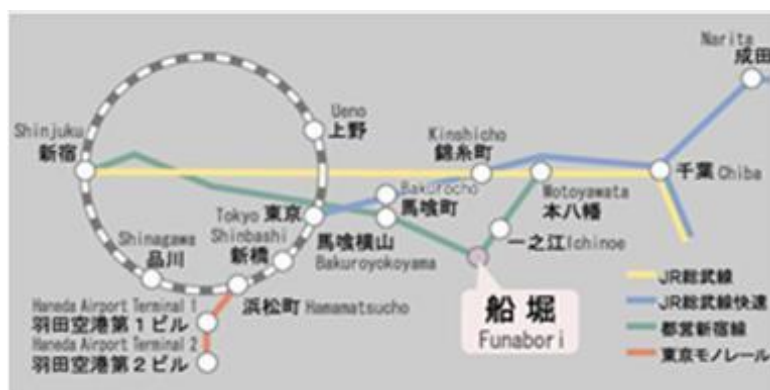 Narita
成田
Ueno
上野
Shinjuku
新宿
Kinshicho
錦糸町
千葉 Chiba
Bakurocho
馬喰町
Motoyawata
本八幡
Tokyo 東京
Shinbashi
新橋
馬喰横山
Bakuroyokoyama
一之江 Ichinoe
Shinagawa
品川
浜松町 Hamamatsucho
Haneda Airport Terminal 1
羽田空港第1ビル
Haneda Airport Terminal 2
羽田空港第2ビル
船堀
Funabori
JR総武線
JR総武線快速
都営新宿線
東京モノレール